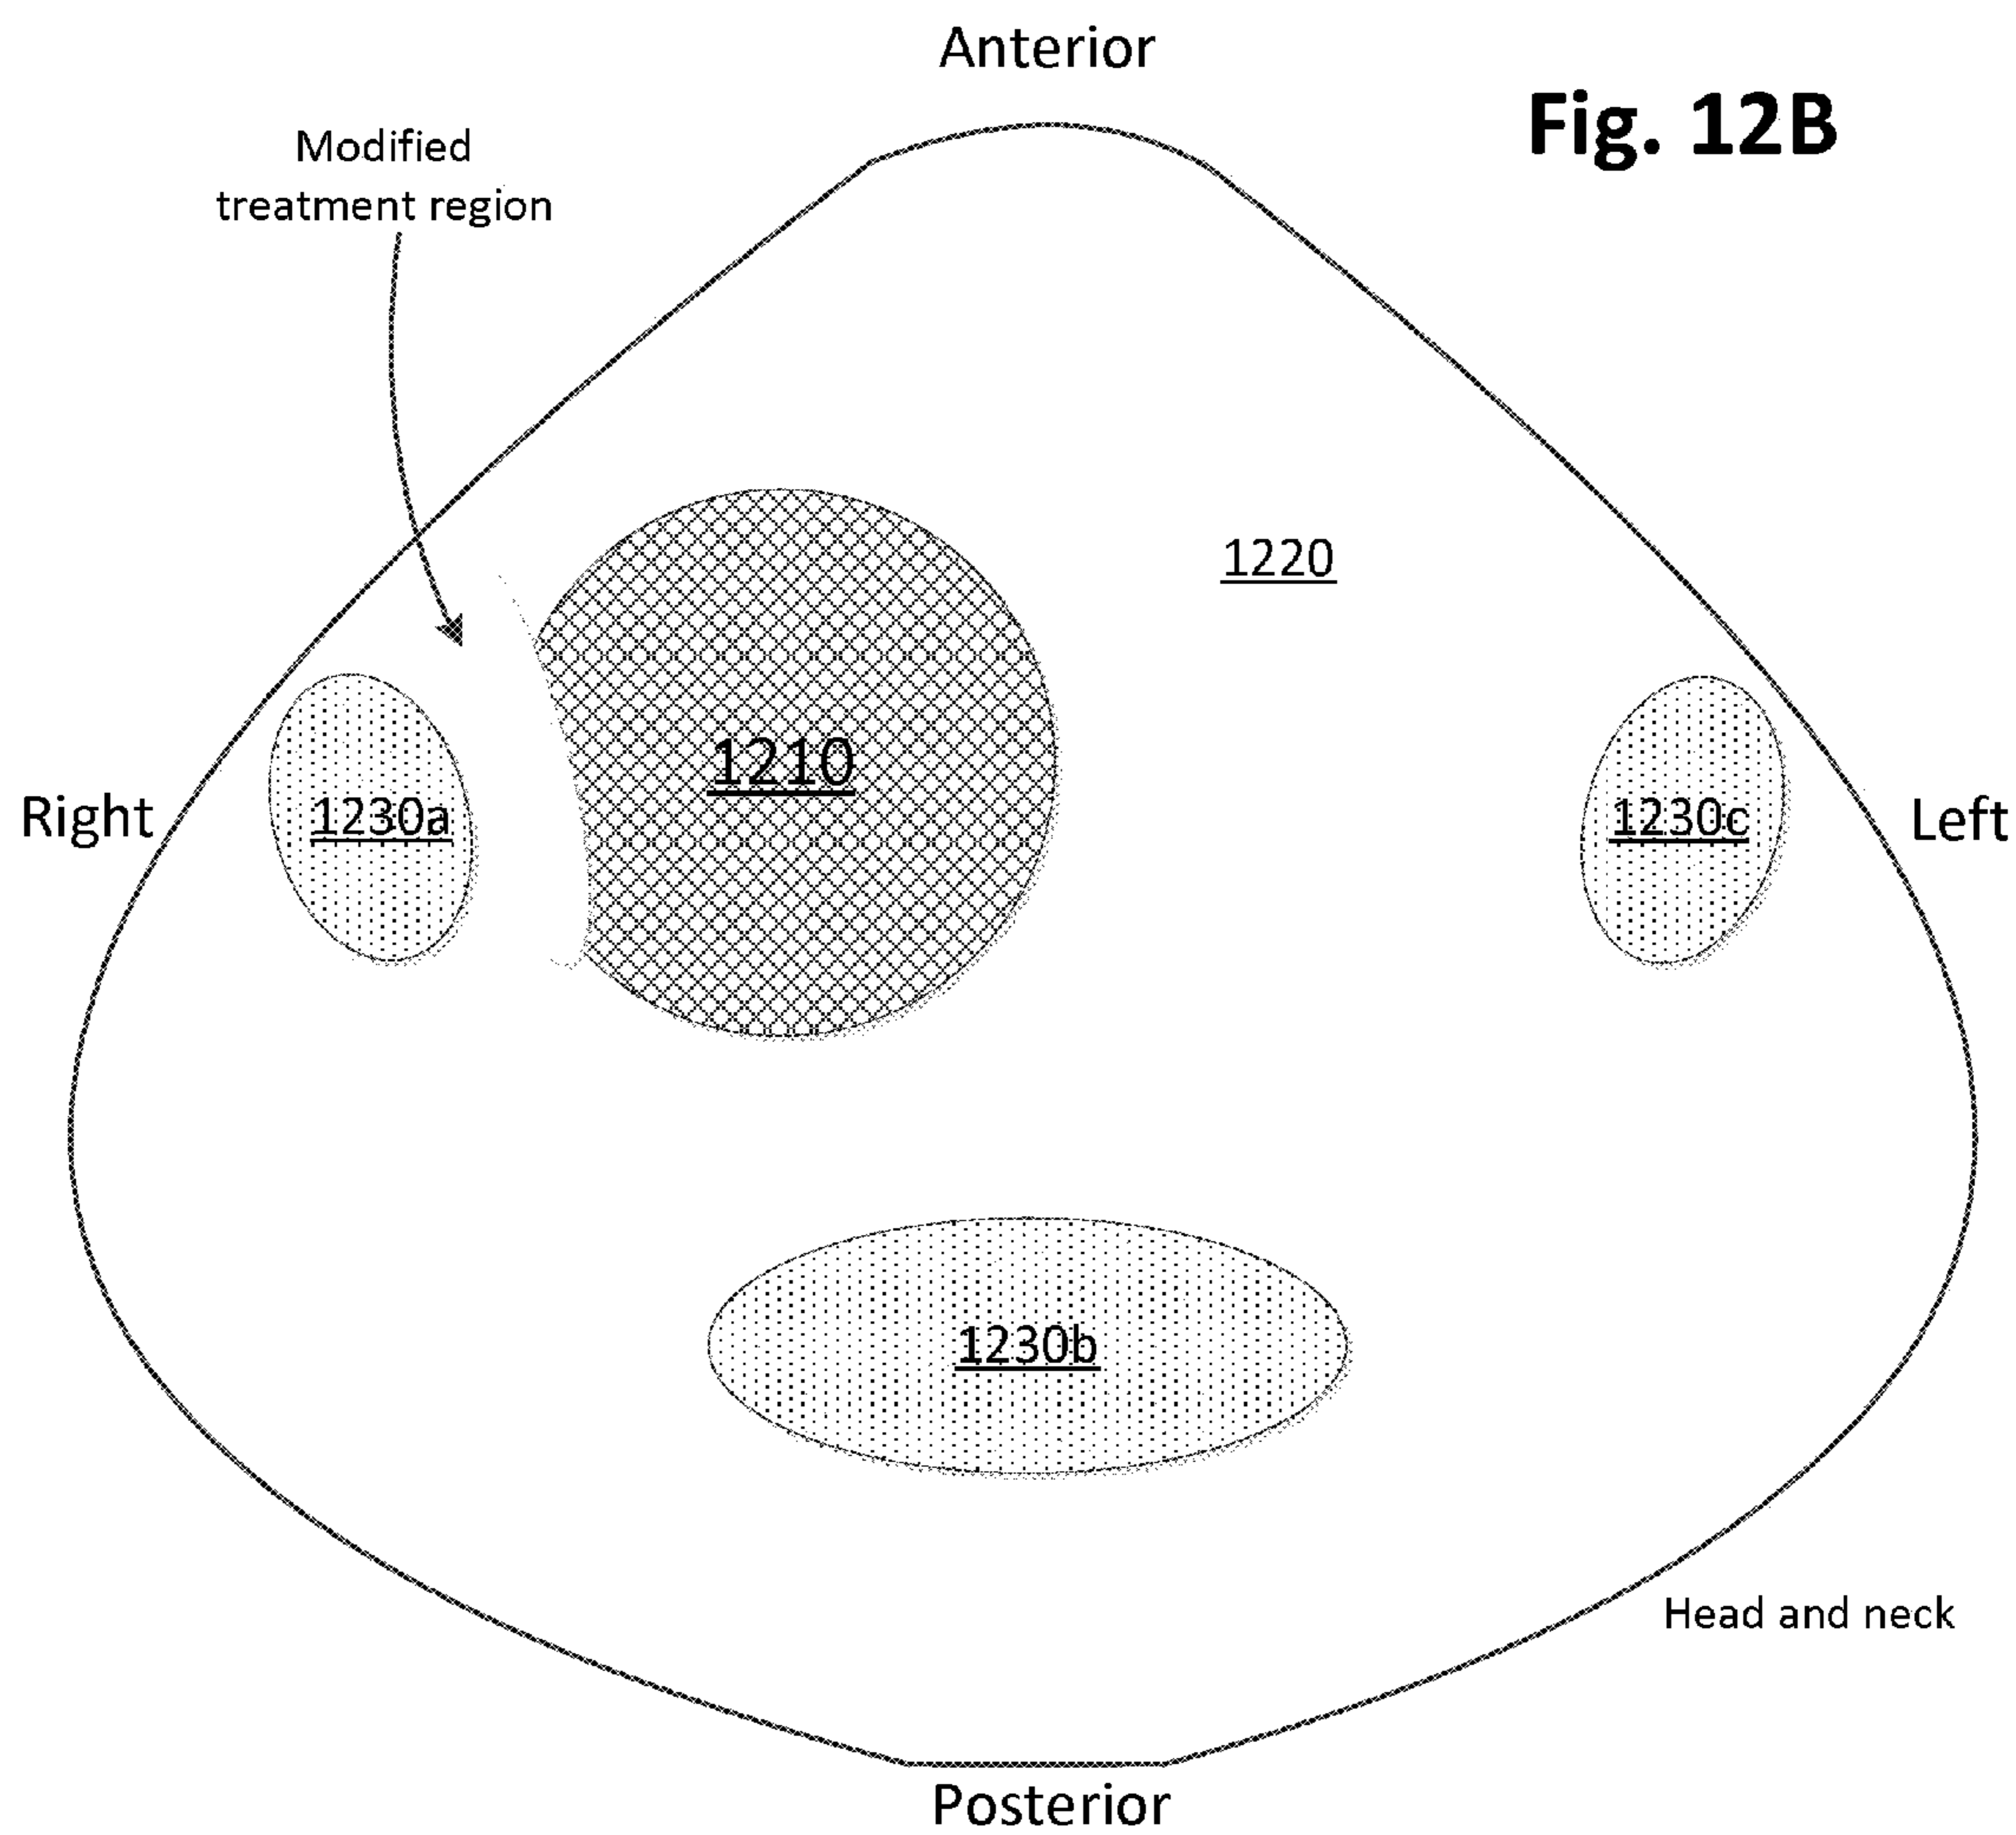 Anterior
Fig. 12B
Modified
treatment region
1220
1210
Right
1230a
1230c
Left
1230b
Head and neck
Posterior